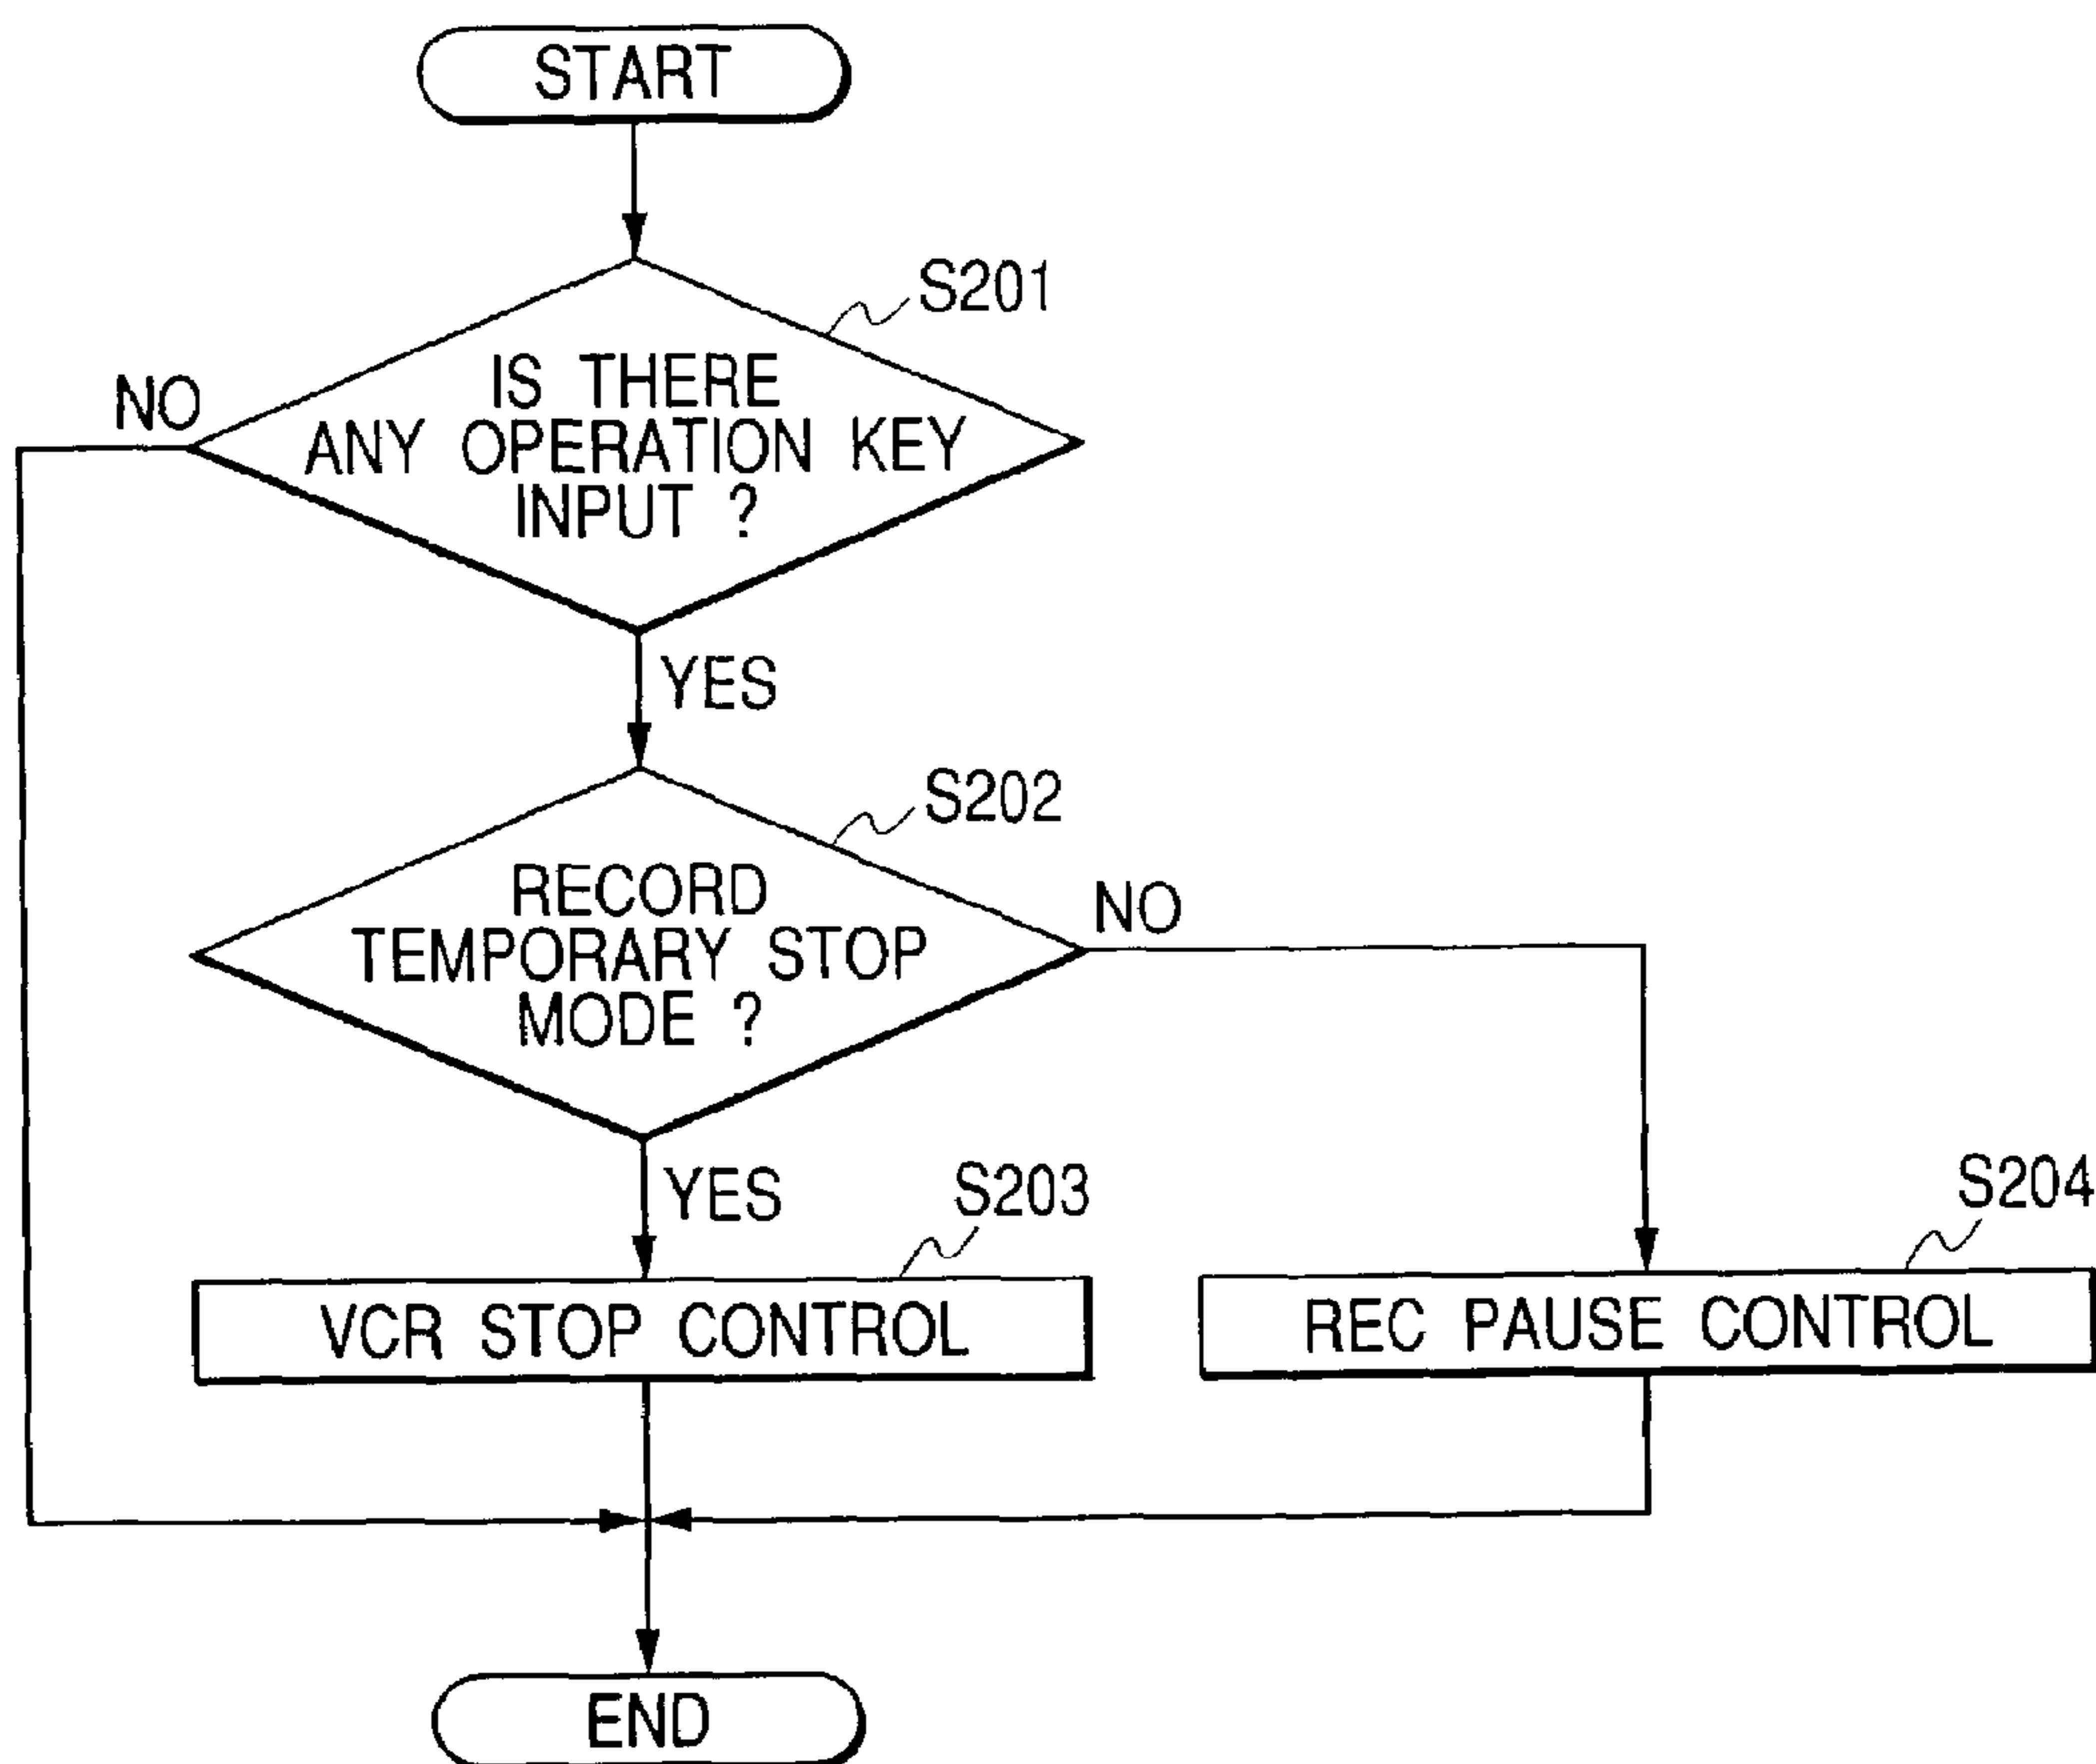 START
S201
IS THERE
ANY OPERATION KEY
INPUT ?
NO
YES
S202
RECORD
TEMPORARY STOP
MODE ?
NO
YES
S203
VCR STOP CONTROL
S204
REC PAUSE CONTROL
END